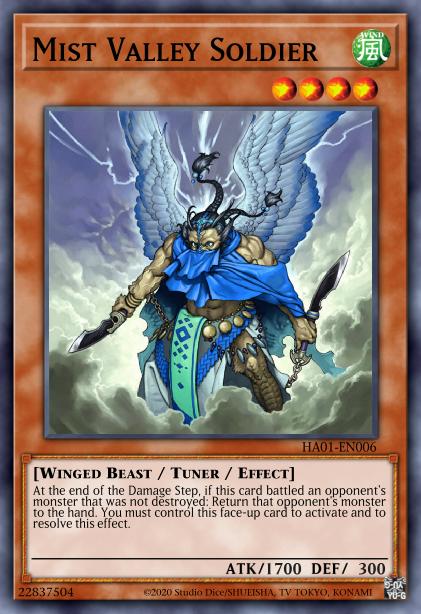 MIST VALLEY SOLDIER
WIND
風
HA01-EN006
[WINGED BEAST / TUNER / EFFECT]
At the end of the Damage Step, if this card battled an opponent's
monster that was not destroyed: Return that opponent's monster
to the hand. You must control this face-up card to activate and to
resolve this effect.
ATK/1700 DEF/ 300
22837504
©2020 Studio Dice/SHUEISHA, TV TOKYO, KONAMI